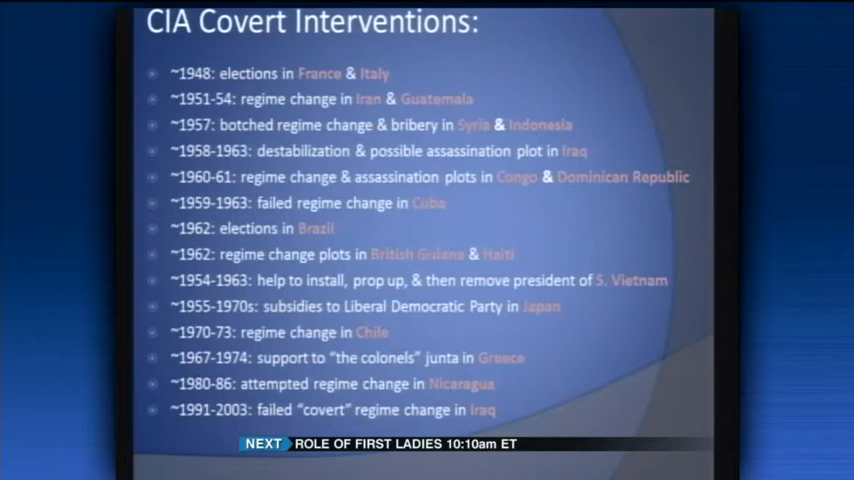 CIA Covert Interventions:
~1948: elections in France & Italy
~1951-54: regime change in Iran & Guatemala
~1957: botched regime change & bribery in Syria & Indonesia
~1958-1963: destabilization & possible assassination plot in Iraq
~1960-61: regime change & assassination plots in Congo & Dominican Republic
~1959-1963: failed regime change in Cuba
~1962: elections in Brazil
~1962: regime change plots in British Guiana & Haiti
~1954-1963: help to install, prop up, & then remove president of S. Vietnam
~1955-1970s: subsidies to Liberal Democratic Party in Japan
~1970-73: regime change in Chile
~1967-1974: support to "the colonels" junta in Greece
~1980-86: attempted regime change in Nicaragua
~1991-2003: failed "covert" regime change in Iraq
NEXT ROLE OF FIRST LADIES 10:10am ET